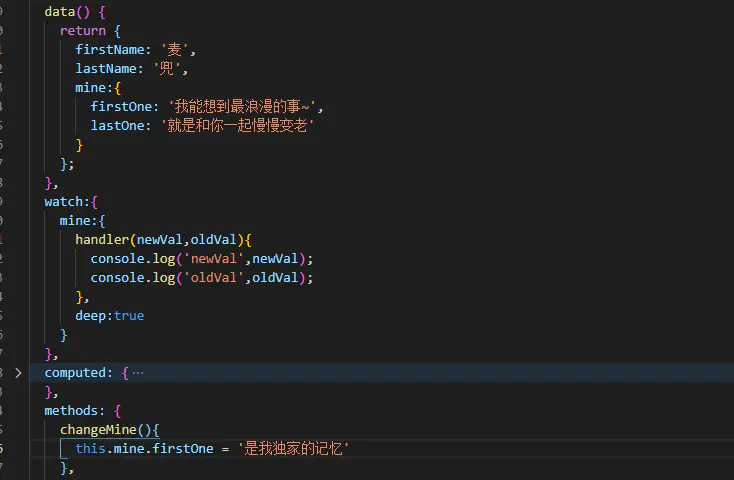 data() {
return {
firstName: '麦',
lastName: '兜',
mine:{
firstOne: '我能想到最浪漫的事~',
lastOne: '就是和你一起慢慢变老'
}
};
},
watch:{
mine:{
handler(newVal,oldVal){
console.log('newVal',newVal);
console.log('oldVal',oldVal);
},
deep:true
}
},
computed: { ···
},
methods: {
changeMine(){
this.mine.firstOne = '是我独家的记忆'
},